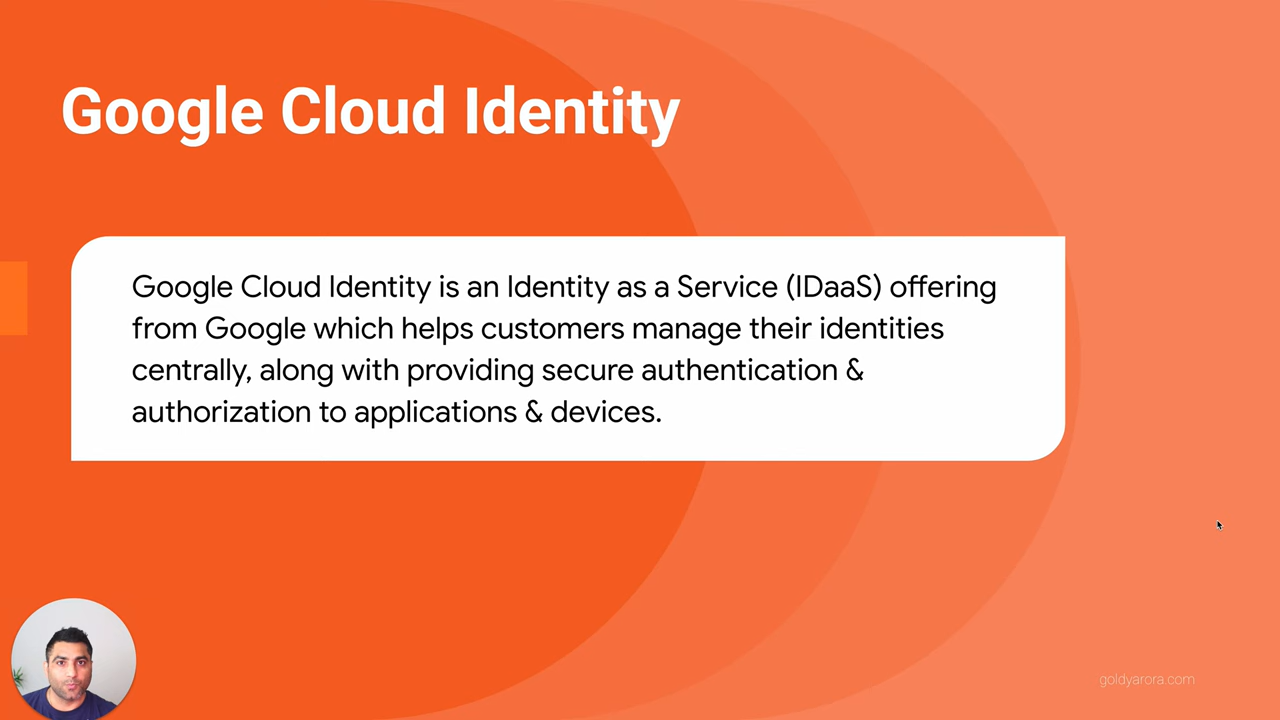 Google Cloud Identity
Google Cloud Identity is an Identity as a Service (IDaaS) offering
from Google which helps customers manage their identities
centrally, along with providing secure authentication &
authorization to applications & devices.
goldyarora.com